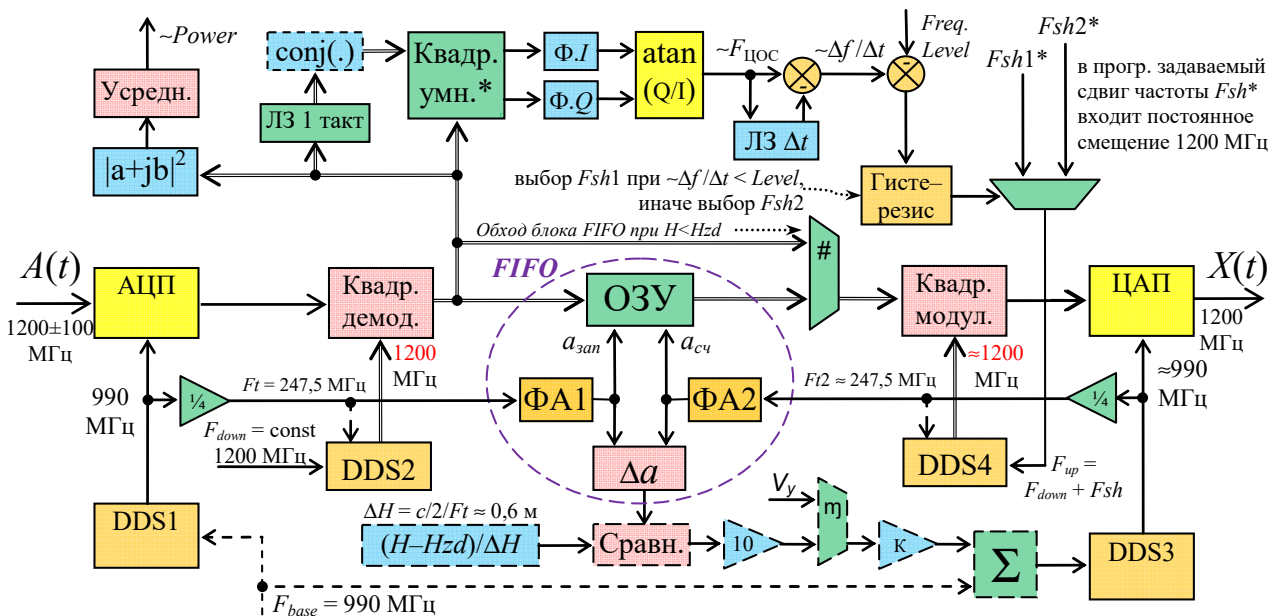 ~Power
Усредн.
|a+jb|²
conj(.)
ЛЗ 1 такт
Квадр.
умн.*
Ф.I
Ф.Q
atan
(Q/I)
~FЦОС
~Δf/Δt
ЛЗ Δt
Freq.
Level
Fsh1*
Fsh2*
в прогр. задаваемый
сдвиг частоты Fsh*
входит постоянное
смещение 1200 МГц
выбор Fsh1 при ~Δf/Δt < Level,
иначе выбор Fsh2
Гисте–
резис
Обход блока FIFO при H<Hzd
#
A(t)
1200±100
МГц
АЦП
Квадр.
демод.
1200
МГц
FIFO
ОЗУ
aзап
aсч
Квадр.
модул.
≈1200
МГц
ЦАП
X(t)
1200
МГц
990
МГц
¼
Ft = 247,5 МГц
ФА1
ФА2
Ft2 ≈ 247,5 МГц
¼
≈990
МГц
Fdown = const
1200 МГц
DDS2
Δa
DDS4
Fup =
Fdown + Fsh
DDS1
ΔH = c/2/Ft ≈ 0,6 м
(H–Hzd)/ΔH
Сравн.
10
Vy
m
К
Σ
DDS3
Fbase = 990 МГц